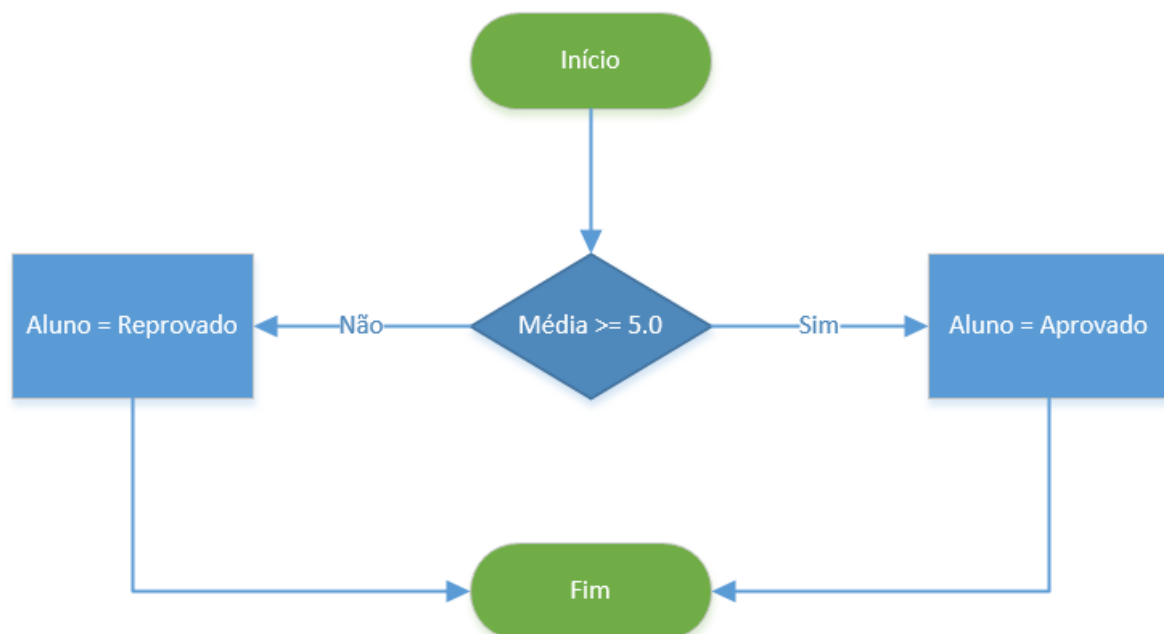 Início
Aluno = Reprovado
Não
Média >= 5.0
Sim
Aluno = Aprovado
Fim